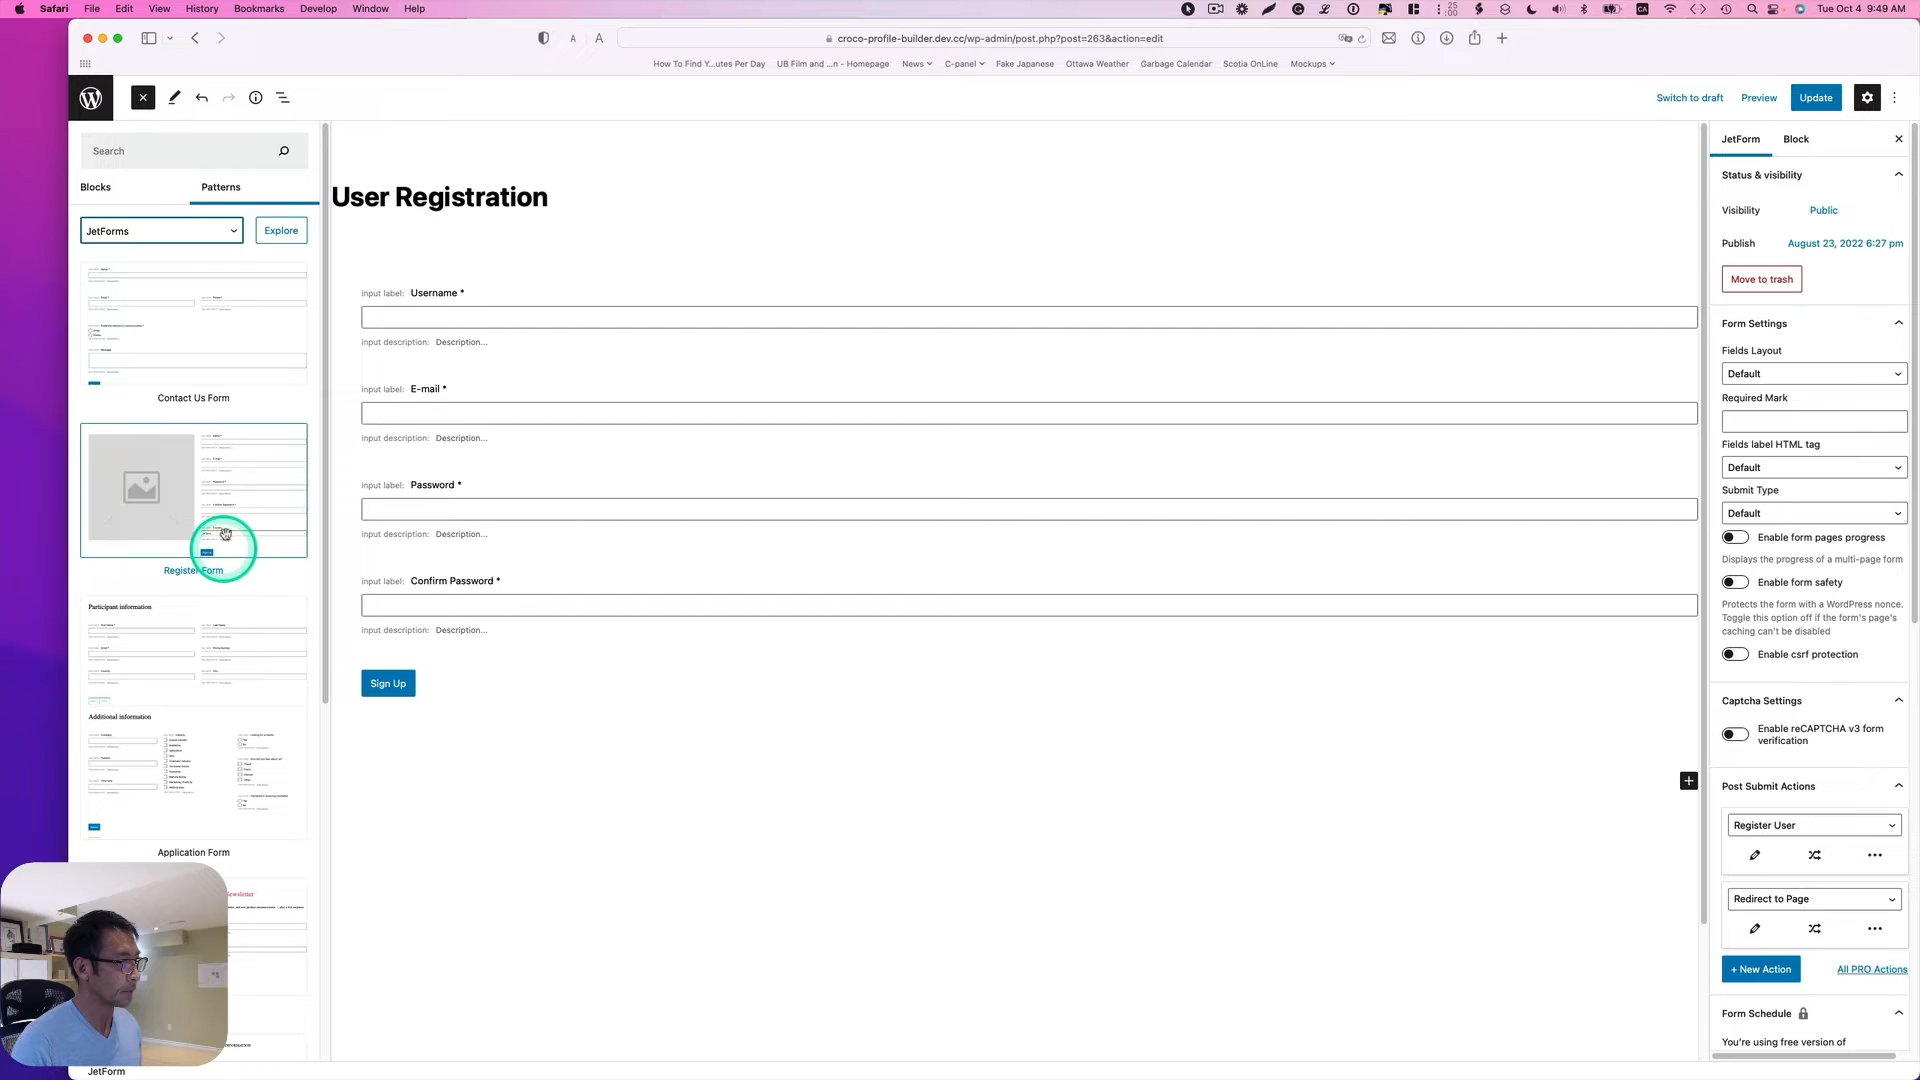 Safari File Edit View History Bookmarks Develop Window Help
25
00
CA
Tue Oct 4 9:49 AM
A A
croco-profile-builder.dev.cc/wp-admin/post.php?post=263&action=edit
How To Find Y...utes Per Day UB Film and ...n - Homepage News C-panel Fake Japanese Ottawa Weather Garbage Calendar Scotia OnLine Mockups
Switch to draft Preview Update
Search
Blocks Patterns
JetForms Explore
Contact Us Form
Register Form
Participant information
Additional information
Application Form
JetForm
User Registration
input label: Username *
input description: Description...
input label: E-mail *
input description: Description...
input label: Password *
input description: Description...
input label: Confirm Password *
input description: Description...
Sign Up
JetForm Block
Status & visibility
Visibility Public
Publish August 23, 2022 6:27 pm
Move to trash
Form Settings
Fields Layout
Default
Required Mark
Fields label HTML tag
Default
Submit Type
Default
Enable form pages progress
Displays the progress of a multi-page form
Enable form safety
Protects the form with a WordPress nonce.
Toggle this option off if the form's page's
caching can't be disabled
Enable csrf protection
Captcha Settings
Enable reCAPTCHA v3 form
verification
Post Submit Actions
Register User
Redirect to Page
+ New Action All PRO Actions
Form Schedule
You're using free version of